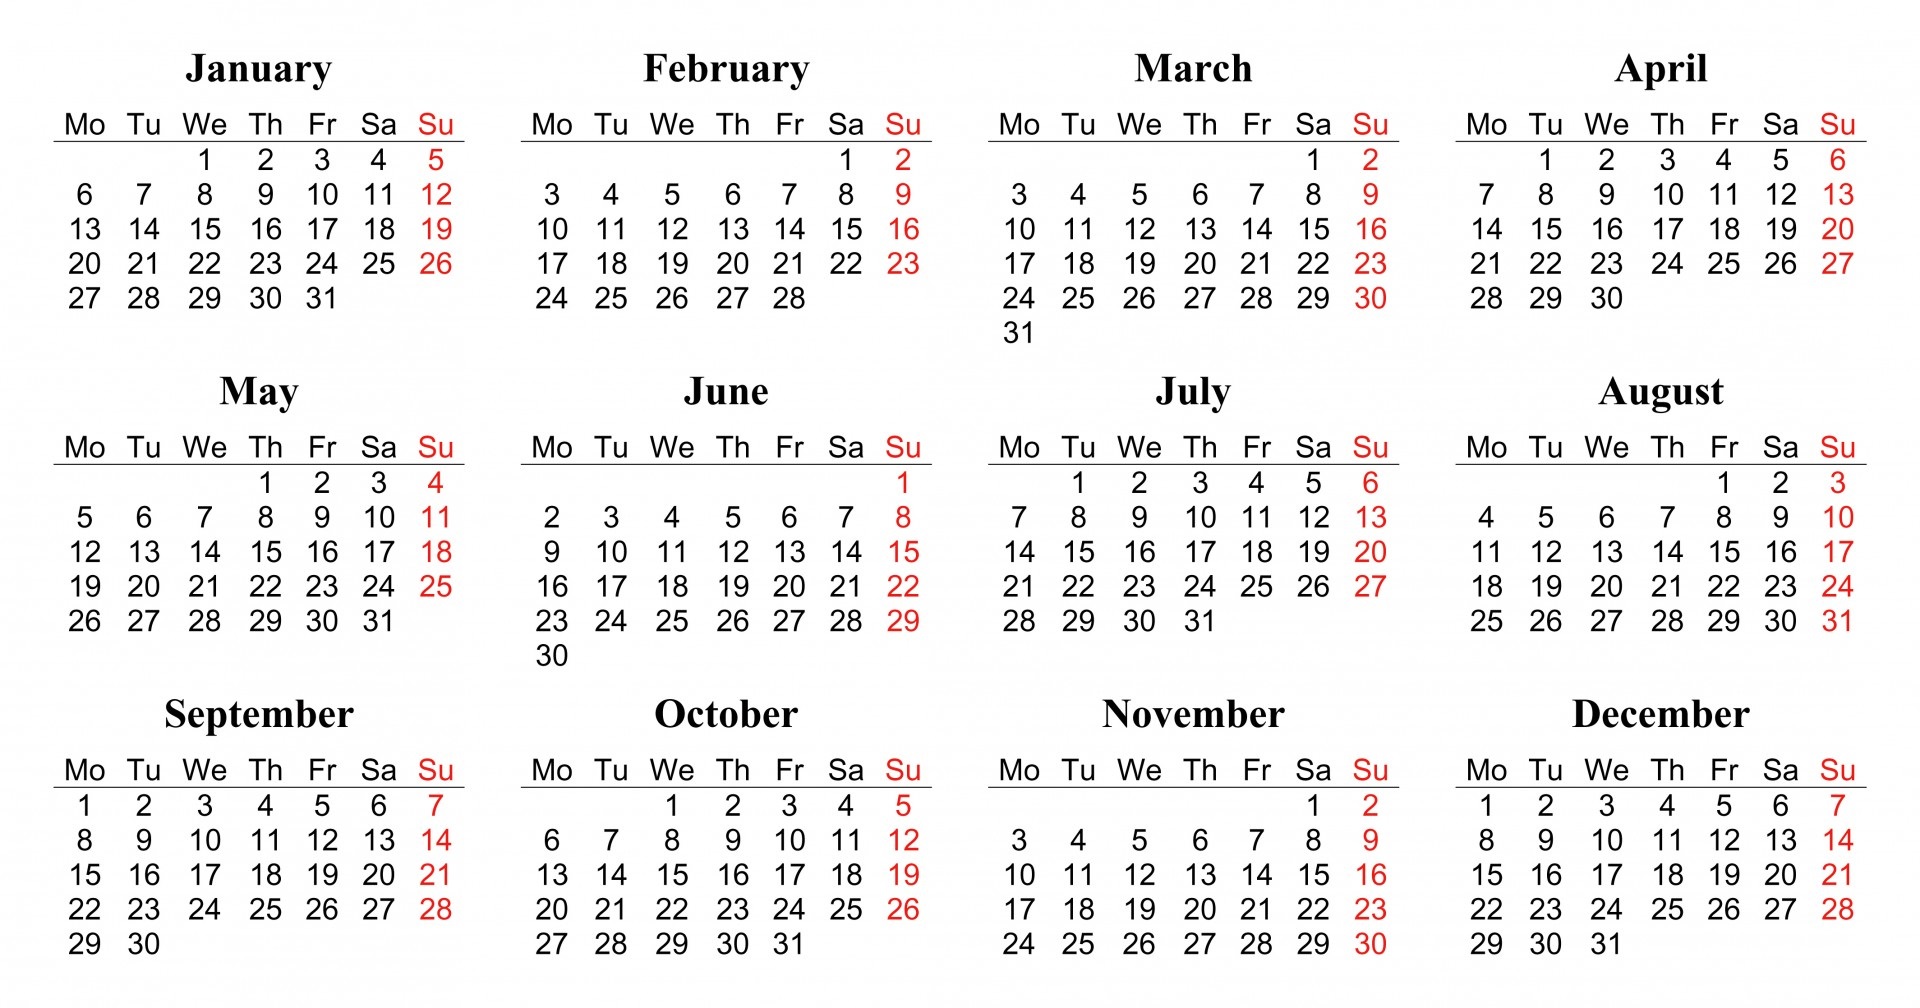 January
Mo Tu We Th Fr Sa Su
1 2 3 4 5
6 7 8 9 10 11 12
13 14 15 16 17 18 19
20 21 22 23 24 25 26
27 28 29 30 31
February
Mo Tu We Th Fr Sa Su
1 2
3 4 5 6 7 8 9
10 11 12 13 14 15 16
17 18 19 20 21 22 23
24 25 26 27 28
March
Mo Tu We Th Fr Sa Su
1 2
3 4 5 6 7 8 9
10 11 12 13 14 15 16
17 18 19 20 21 22 23
24 25 26 27 28 29 30
31
April
Mo Tu We Th Fr Sa Su
1 2 3 4 5 6
7 8 9 10 11 12 13
14 15 16 17 18 19 20
21 22 23 24 25 26 27
28 29 30
May
Mo Tu We Th Fr Sa Su
1 2 3 4
5 6 7 8 9 10 11
12 13 14 15 16 17 18
19 20 21 22 23 24 25
26 27 28 29 30 31
June
Mo Tu We Th Fr Sa Su
1
2 3 4 5 6 7 8
9 10 11 12 13 14 15
16 17 18 19 20 21 22
23 24 25 26 27 28 29
30
July
Mo Tu We Th Fr Sa Su
1 2 3 4 5 6
7 8 9 10 11 12 13
14 15 16 17 18 19 20
21 22 23 24 25 26 27
28 29 30 31
August
Mo Tu We Th Fr Sa Su
1 2 3
4 5 6 7 8 9 10
11 12 13 14 15 16 17
18 19 20 21 22 23 24
25 26 27 28 29 30 31
September
Mo Tu We Th Fr Sa Su
1 2 3 4 5 6 7
8 9 10 11 12 13 14
15 16 17 18 19 20 21
22 23 24 25 26 27 28
29 30
October
Mo Tu We Th Fr Sa Su
1 2 3 4 5
6 7 8 9 10 11 12
13 14 15 16 17 18 19
20 21 22 23 24 25 26
27 28 29 30 31
November
Mo Tu We Th Fr Sa Su
1 2
3 4 5 6 7 8 9
10 11 12 13 14 15 16
17 18 19 20 21 22 23
24 25 26 27 28 29 30
December
Mo Tu We Th Fr Sa Su
1 2 3 4 5 6 7
8 9 10 11 12 13 14
15 16 17 18 19 20 21
22 23 24 25 26 27 28
29 30 31